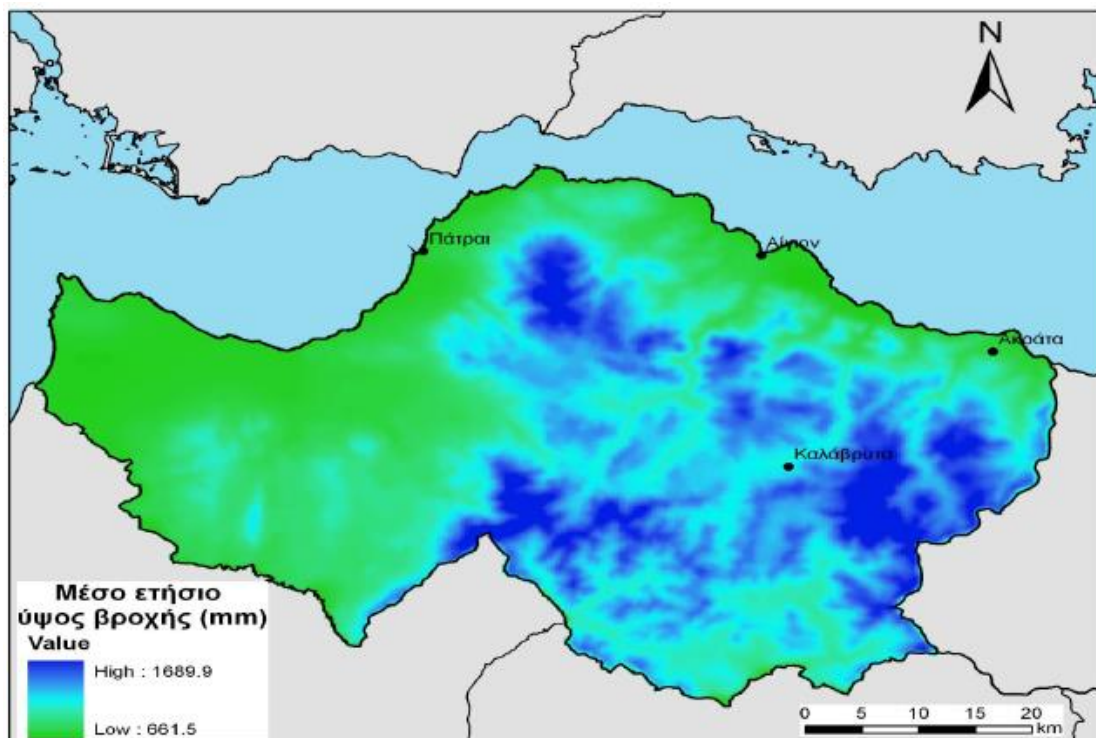 N
Πάτραι
Αίγιον
Ακράτα
Καλάβρυτα
Μέσο ετήσιο
ύψος βροχής (mm)
Value
High : 1689.9
Low : 661.5
0 5 10 15 20
km